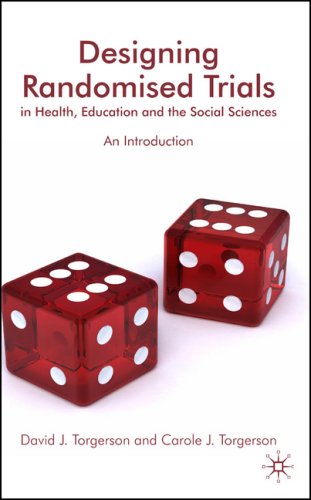 Designing
Randomised Trials
in Health, Education and the Social Sciences
An Introduction
David J. Torgerson and Carole J. Torgerson